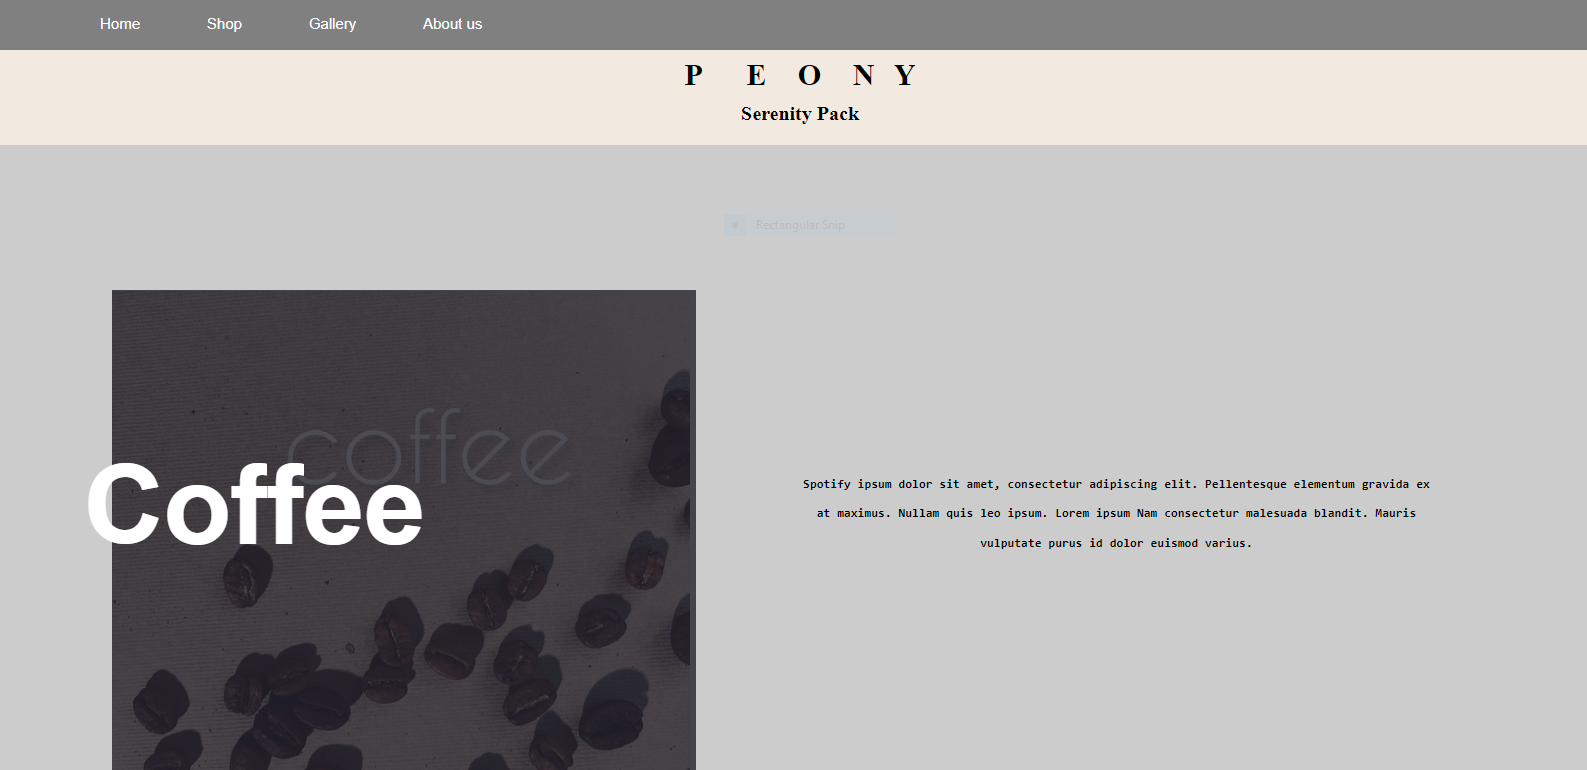 Home Shop Gallery About us
P E O N Y
Serenity Pack
Rectangular Snip
coffee
Coffee
Spotify ipsum dolor sit amet, consectetur adipiscing elit. Pellentesque elementum gravida ex
at maximus. Nullam quis leo ipsum. Lorem ipsum Nam consectetur malesuada blandit. Mauris
vulputate purus id dolor euismod varius.